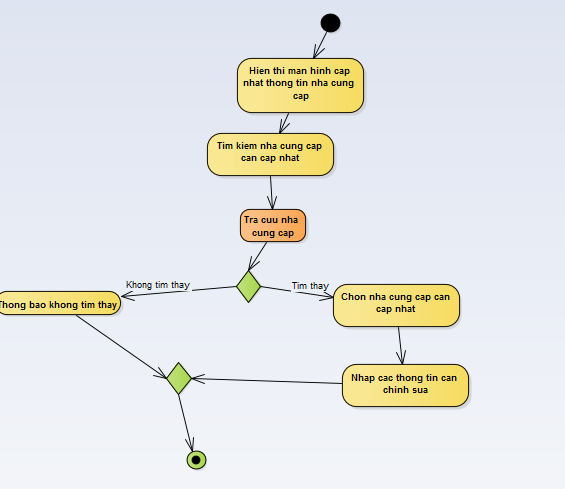 Hien thi man hinh cap
nhat thong tin nha cung
cap
Tim kiem nha cung cap
can cap nhat
Tra cuu nha
cung cap
Khong tim thay
Tim thay
Thong bao khong tim thay
Chon nha cung cap can
cap nhat
Nhap cac thong tin can
chinh sua